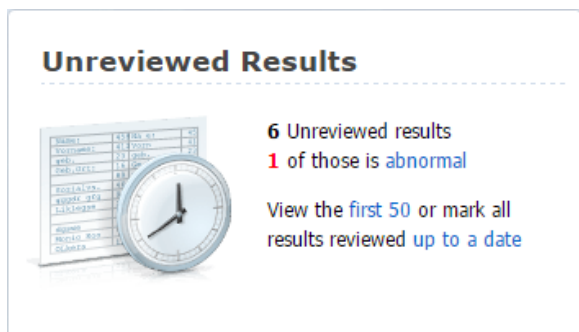 Unreviewed Results
6 Unreviewed results
1 of those is abnormal
View the first 50 or mark all
results reviewed up to a date